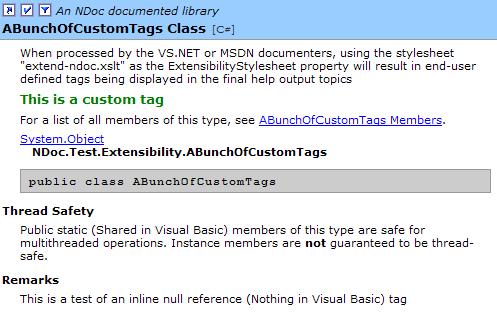 An NDoc documented library
ABunchOfCustomTags Class [C#]
When processed by the VS.NET or MSDN documenters, using the stylesheet
"extend-ndoc.xslt" as the ExtensibilityStylesheet property will result in end-user
defined tags being displayed in the final help output topics
This is a custom tag
For a list of all members of this type, see ABunchOfCustomTags Members.
System.Object
NDoc.Test.Extensibility.ABunchOfCustomTags
public class ABunchOfCustomTags
Thread Safety
Public static (Shared in Visual Basic) members of this type are safe for
multithreaded operations. Instance members are not guaranteed to be thread-
safe.
Remarks
This is a test of an inline null reference (Nothing in Visual Basic) tag